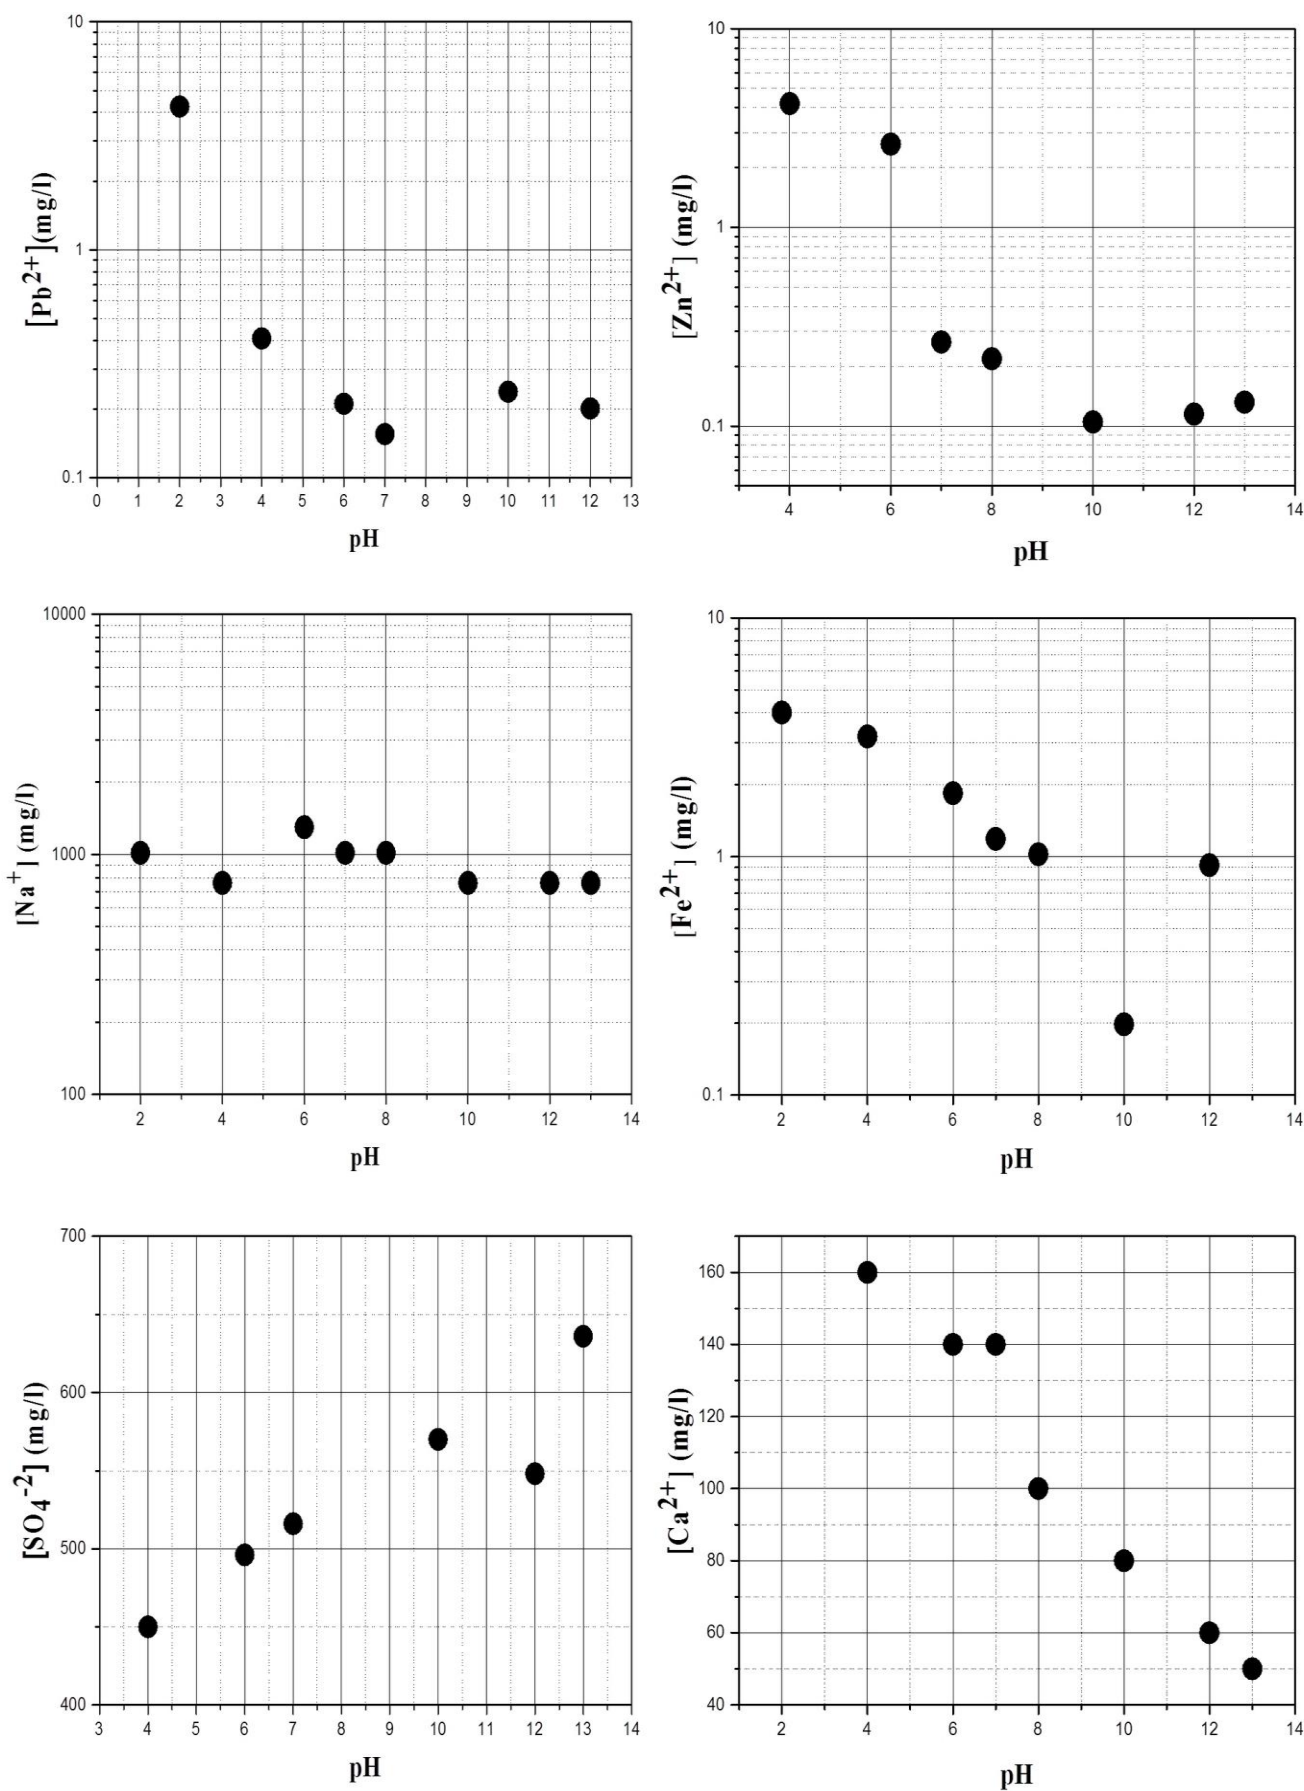 10
1
0.1
[Pb2+](mg/l)
0 1 2 3 4 5 6 7 8 9 10 11 12 13
pH
10
1
0.1
[Zn2+] (mg/l)
4 6 8 10 12 14
pH
10000
1000
100
[Na+] (mg/l)
2 4 6 8 10 12 14
pH
10
1
0.1
[Fe2+] (mg/l)
2 4 6 8 10 12 14
pH
700
600
500
400
[SO4-2] (mg/l)
3 4 5 6 7 8 9 10 11 12 13 14
pH
160
140
120
100
80
60
40
[Ca2+] (mg/l)
2 4 6 8 10 12 14
pH